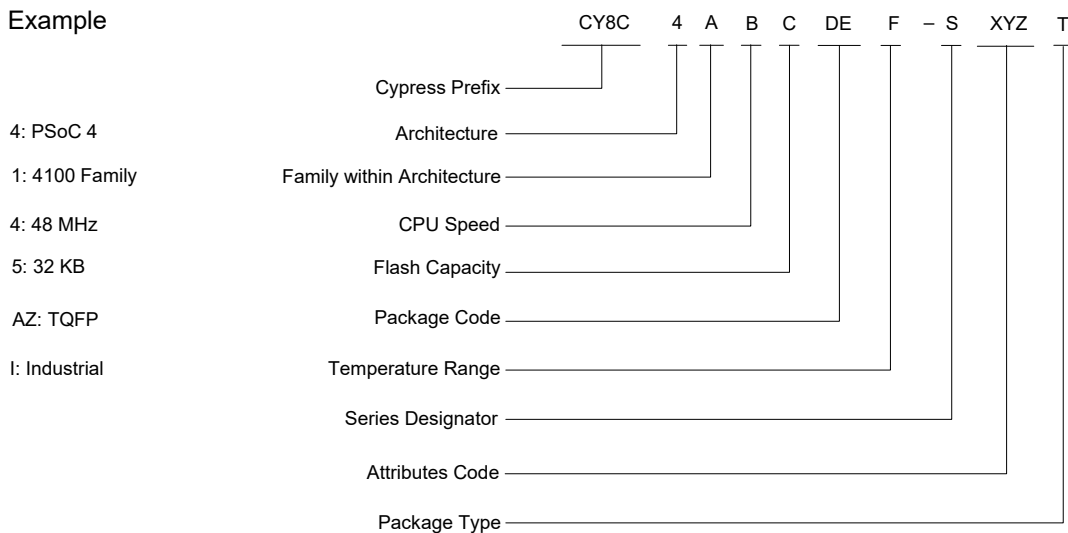 Example
CY8C 4 A B C DE F – S XYZ T
Cypress Prefix
4: PSoC 4 Architecture
1: 4100 Family Family within Architecture
4: 48 MHz CPU Speed
5: 32 KB Flash Capacity
AZ: TQFP Package Code
I: Industrial Temperature Range
Series Designator
Attributes Code
Package Type